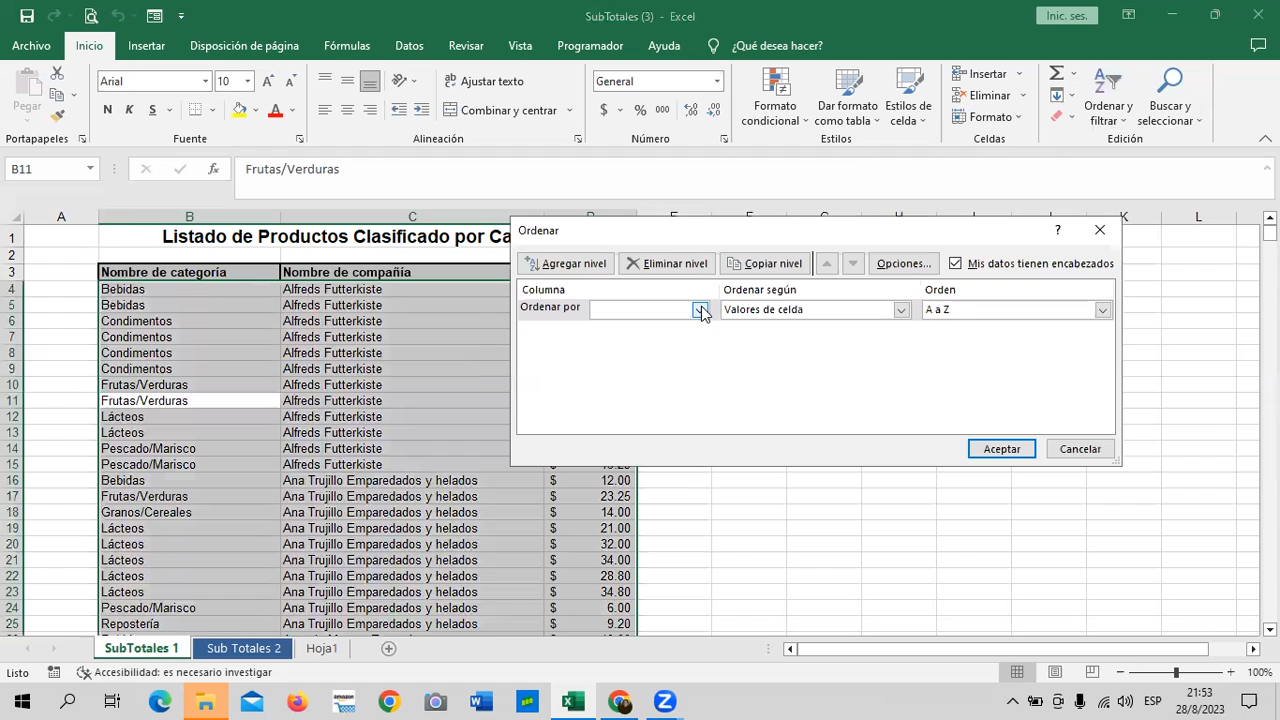 SubTotales (3) - Excel
Inic. ses.
Archivo Inicio Insertar Disposición de página Fórmulas Datos Revisar Vista Programador Ayuda ¿Qué desea hacer?
Pegar
Arial 10
N K S
Ajustar texto
Combinar y centrar
General
$ % 000
Formato condicional
Dar formato como tabla
Estilos de celda
Insertar
Eliminar
Formato
Ordenar y filtrar
Buscar y seleccionar
Portapapeles Fuente Alineación Número Estilos Celdas Edición
B11 fx Frutas/Verduras
A B C D E F G H I J K L
1 Listado de Productos Clasificado por Ca
2
3 Nombre de categoría Nombre de compañía
4 Bebidas Alfreds Futterkiste
5 Bebidas Alfreds Futterkiste
6 Condimentos Alfreds Futterkiste
7 Condimentos Alfreds Futterkiste
8 Condimentos Alfreds Futterkiste
9 Condimentos Alfreds Futterkiste
10 Frutas/Verduras Alfreds Futterkiste
11 Frutas/Verduras Alfreds Futterkiste
12 Lácteos Alfreds Futterkiste
13 Lácteos Alfreds Futterkiste
14 Pescado/Marisco Alfreds Futterkiste
15 Pescado/Marisco Alfreds Futterkiste
16 Bebidas Ana Trujillo Emparedados y helados $ 12.00
17 Frutas/Verduras Ana Trujillo Emparedados y helados $ 23.25
18 Granos/Cereales Ana Trujillo Emparedados y helados $ 14.00
19 Lácteos Ana Trujillo Emparedados y helados $ 21.00
20 Lácteos Ana Trujillo Emparedados y helados $ 32.00
21 Lácteos Ana Trujillo Emparedados y helados $ 34.00
22 Lácteos Ana Trujillo Emparedados y helados $ 28.80
23 Lácteos Ana Trujillo Emparedados y helados $ 34.80
24 Pescado/Marisco Ana Trujillo Emparedados y helados $ 6.00
25 Repostería Ana Trujillo Emparedados y helados $ 9.20
Ordenar ?
Agregar nivel Eliminar nivel Copiar nivel Opciones... Mis datos tienen encabezados
Columna Ordenar según Orden
Ordenar por Valores de celda A a Z
Aceptar Cancelar
SubTotales 1 Sub Totales 2 Hoja1
Listo Accesibilidad: es necesario investigar 100%
ESP
21:53
28/8/2023